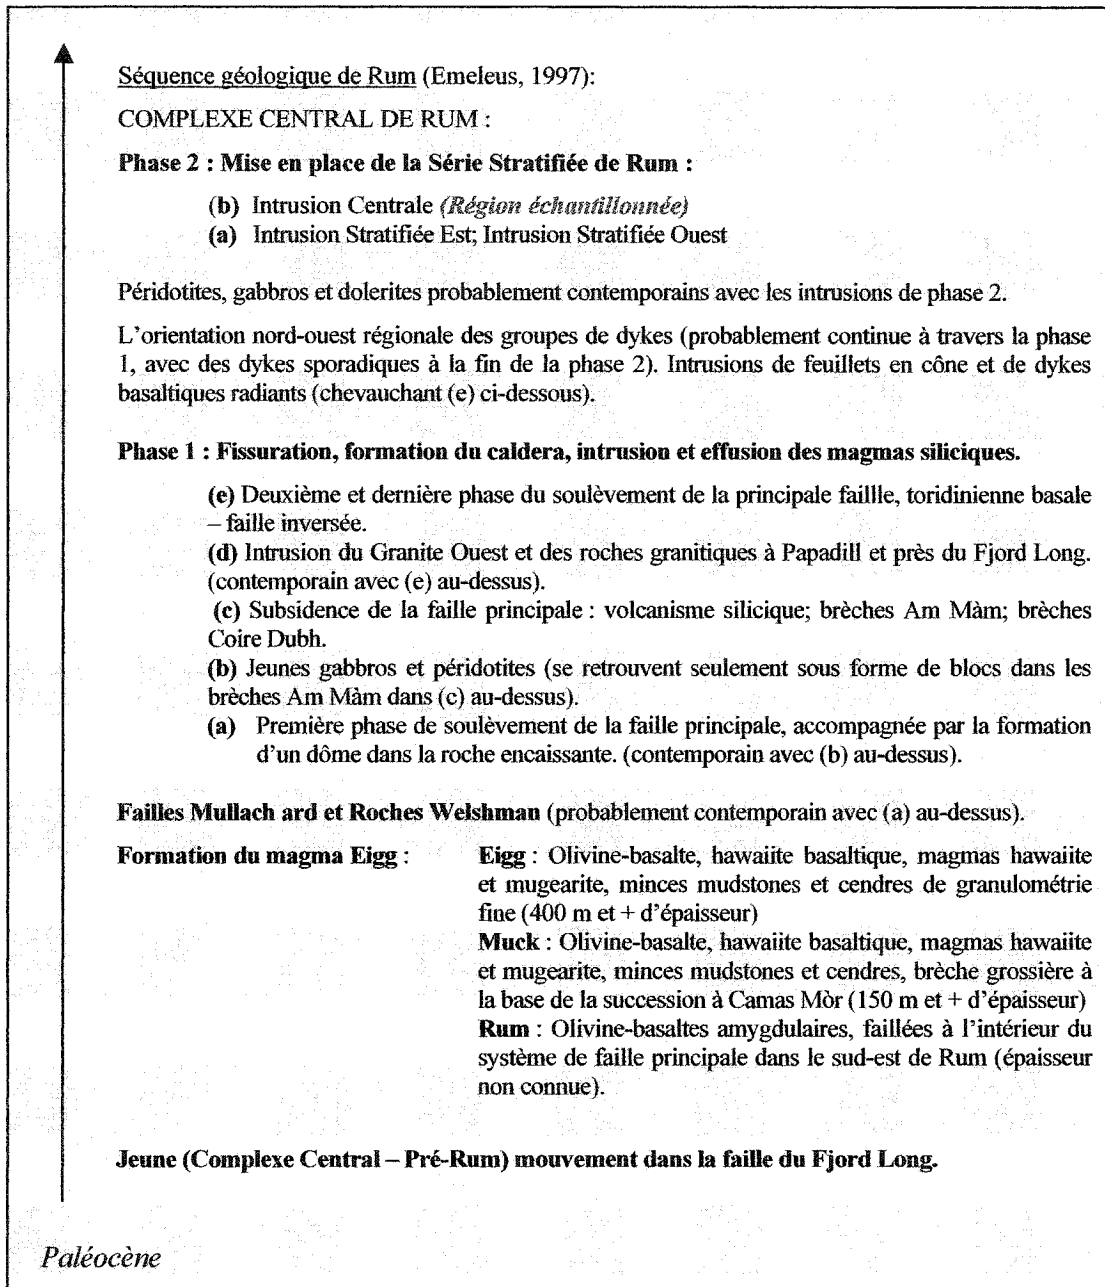 Séquence géologique de Rum (Emeleus, 1997):
COMPLEXE CENTRAL DE RUM :
Phase 2 : Mise en place de la Série Stratifiée de Rum :
(b) Intrusion Centrale (Région échantillonnée)
(a) Intrusion Stratifiée Est; Intrusion Stratifiée Ouest
Péridotites, gabbros et dolerites probablement contemporains avec les intrusions de phase 2.
L'orientation nord-ouest régionale des groupes de dykes (probablement continue à travers la phase
1, avec des dykes sporadiques à la fin de la phase 2). Intrusions de feuillets en cône et de dykes
basaltiques radiants (chevauchant (e) ci-dessous).
Phase 1 : Fissuration, formation du caldera, intrusion et effusion des magmas siliciques.
(e) Deuxième et dernière phase du soulèvement de la principale faillle, toridinienne basale
– faille inversée.
(d) Intrusion du Granite Ouest et des roches granitiques à Papadill et près du Fjord Long.
(contemporain avec (e) au-dessus).
(c) Subsidence de la faille principale : volcanisme silicique; brèches Am Màm; brèches
Coire Dubh.
(b) Jeunes gabbros et péridotites (se retrouvent seulement sous forme de blocs dans les
brèches Am Màm dans (c) au-dessus).
(a) Première phase de soulèvement de la faille principale, accompagnée par la formation
d'un dôme dans la roche encaissante. (contemporain avec (b) au-dessus).
Failles Mullach ard et Roches Welshman (probablement contemporain avec (a) au-dessus).
Formation du magma Eigg :
Eigg : Olivine-basalte, hawaiite basaltique, magmas hawaiite
et mugearite, minces mudstones et cendres de granulométrie
fine (400 m et + d'épaisseur)
Muck : Olivine-basalte, hawaiite basaltique, magmas hawaiite
et mugearite, minces mudstones et cendres, brèche grossière à
la base de la succession à Camas Mòr (150 m et + d'épaisseur)
Rum : Olivine-basaltes amygdulaires, faillées à l'intérieur du
système de faille principale dans le sud-est de Rum (épaisseur
non connue).
Jeune (Complexe Central – Pré-Rum) mouvement dans la faille du Fjord Long.
Paléocène